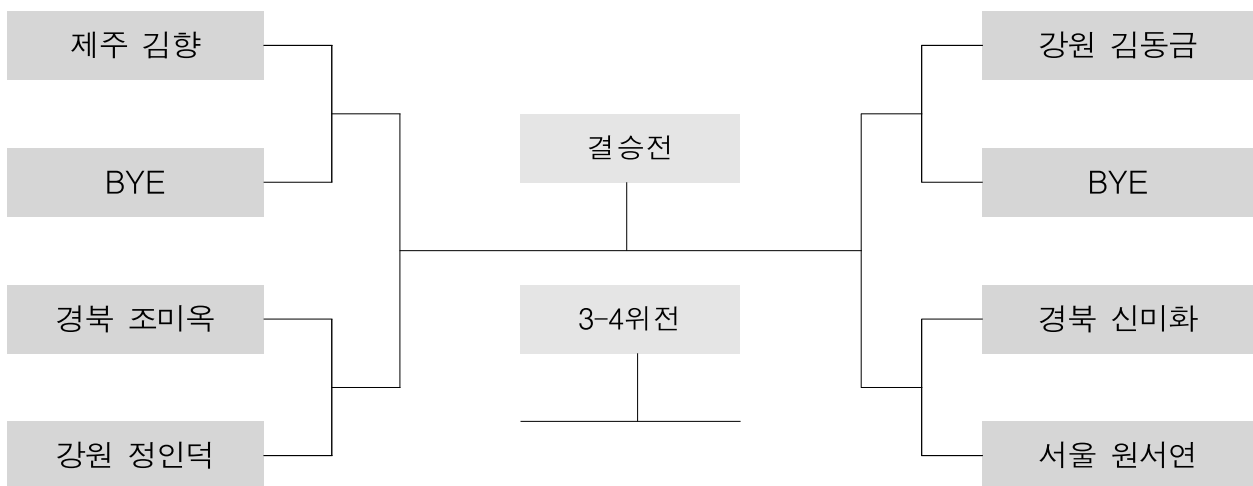 제주 김향
강원 김동금
결승전
BYE
BYE
경북 조미옥
3-4위전
경북 신미화
강원 정인덕
서울 원서연